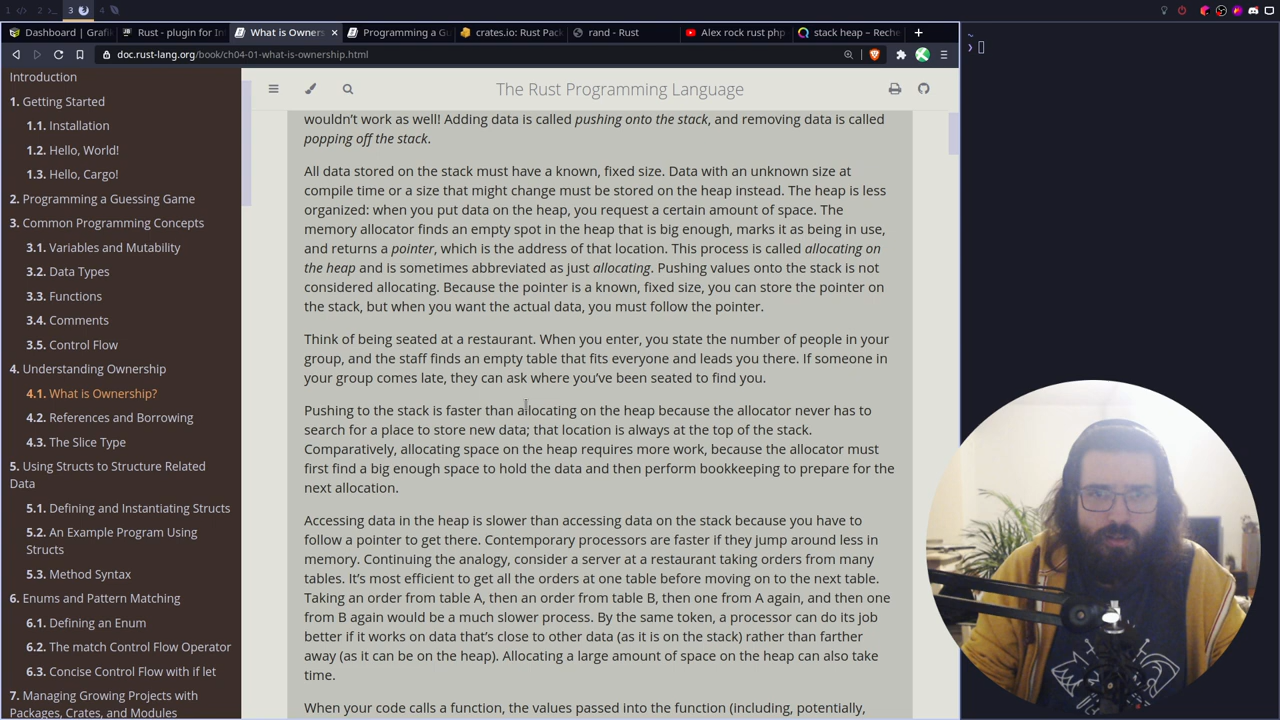 1
2
3
4
Dashboard | Grafa
Rust - plugin for In
What is Owners
Programming a Gu
crates.io: Rust Pac
rand - Rust
Alex rock rust php
stack heap – Reche
doc.rust-lang.org/book/ch04-01-what-is-ownership.html
~
Introduction
1. Getting Started
1.1. Installation
1.2. Hello, World!
1.3. Hello, Cargo!
2. Programming a Guessing Game
3. Common Programming Concepts
3.1. Variables and Mutability
3.2. Data Types
3.3. Functions
3.4. Comments
3.5. Control Flow
4. Understanding Ownership
4.1. What is Ownership?
4.2. References and Borrowing
4.3. The Slice Type
5. Using Structs to Structure Related
Data
5.1. Defining and Instantiating Structs
5.2. An Example Program Using
Structs
5.3. Method Syntax
6. Enums and Pattern Matching
6.1. Defining an Enum
6.2. The match Control Flow Operator
6.3. Concise Control Flow with if let
7. Managing Growing Projects with
Packages, Crates, and Modules
The Rust Programming Language
wouldn’t work as well! Adding data is called pushing onto the stack, and removing data is called
popping off the stack.
All data stored on the stack must have a known, fixed size. Data with an unknown size at
compile time or a size that might change must be stored on the heap instead. The heap is less
organized: when you put data on the heap, you request a certain amount of space. The
memory allocator finds an empty spot in the heap that is big enough, marks it as being in use,
and returns a pointer, which is the address of that location. This process is called allocating on
the heap and is sometimes abbreviated as just allocating. Pushing values onto the stack is not
considered allocating. Because the pointer is a known, fixed size, you can store the pointer on
the stack, but when you want the actual data, you must follow the pointer.
Think of being seated at a restaurant. When you enter, you state the number of people in your
group, and the staff finds an empty table that fits everyone and leads you there. If someone in
your group comes late, they can ask where you’ve been seated to find you.
Pushing to the stack is faster than allocating on the heap because the allocator never has to
search for a place to store new data; that location is always at the top of the stack.
Comparatively, allocating space on the heap requires more work, because the allocator must
first find a big enough space to hold the data and then perform bookkeeping to prepare for the
next allocation.
Accessing data in the heap is slower than accessing data on the stack because you have to
follow a pointer to get there. Contemporary processors are faster if they jump around less in
memory. Continuing the analogy, consider a server at a restaurant taking orders from many
tables. It’s most efficient to get all the orders at one table before moving on to the next table.
Taking an order from table A, then an order from table B, then one from A again, and then one
from B again would be a much slower process. By the same token, a processor can do its job
better if it works on data that’s close to other data (as it is on the stack) rather than farther
away (as it can be on the heap). Allocating a large amount of space on the heap can also take
time.
When your code calls a function, the values passed into the function (including, potentially,